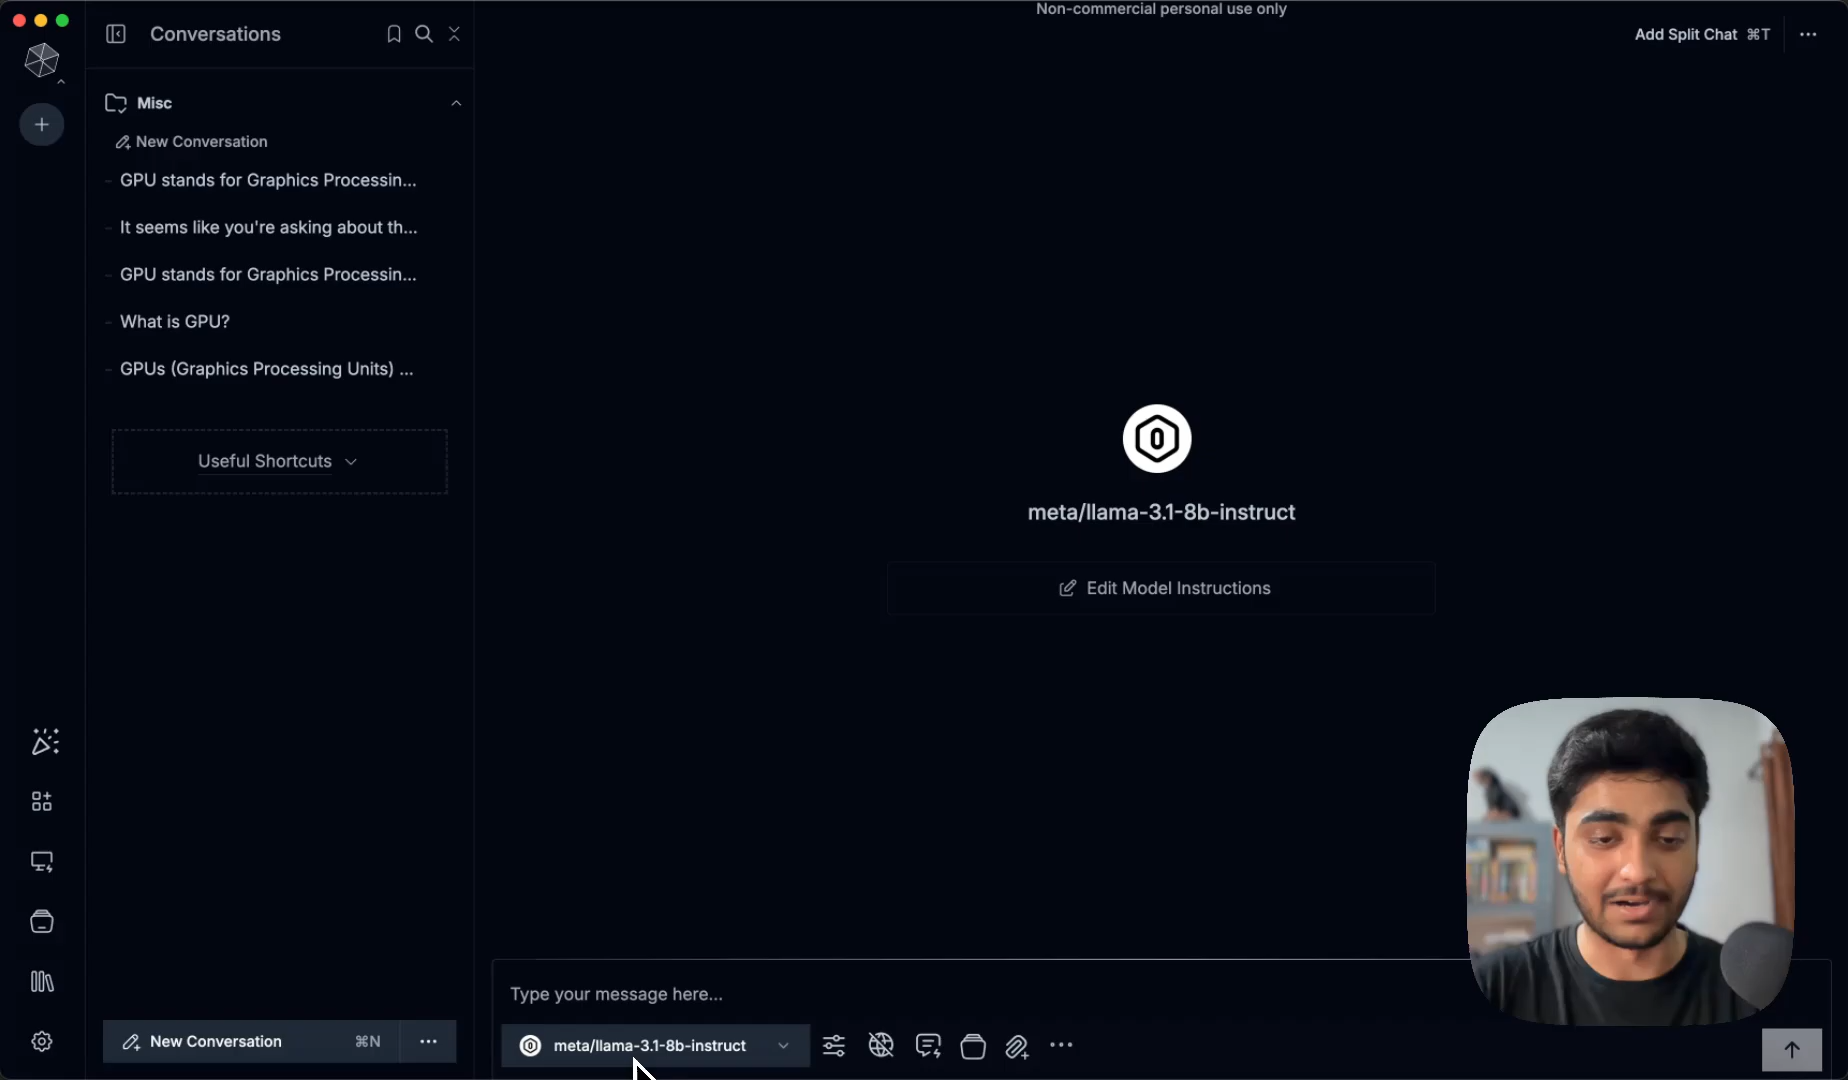 Non-commercial personal use only
Conversations
Add Split Chat ⌘T
Misc
New Conversation
GPU stands for Graphics Processin...
It seems like you're asking about th...
GPU stands for Graphics Processin...
What is GPU?
GPUs (Graphics Processing Units) ...
Useful Shortcuts
meta/llama-3.1-8b-instruct
Edit Model Instructions
Type your message here...
New Conversation ⌘N
meta/llama-3.1-8b-instruct